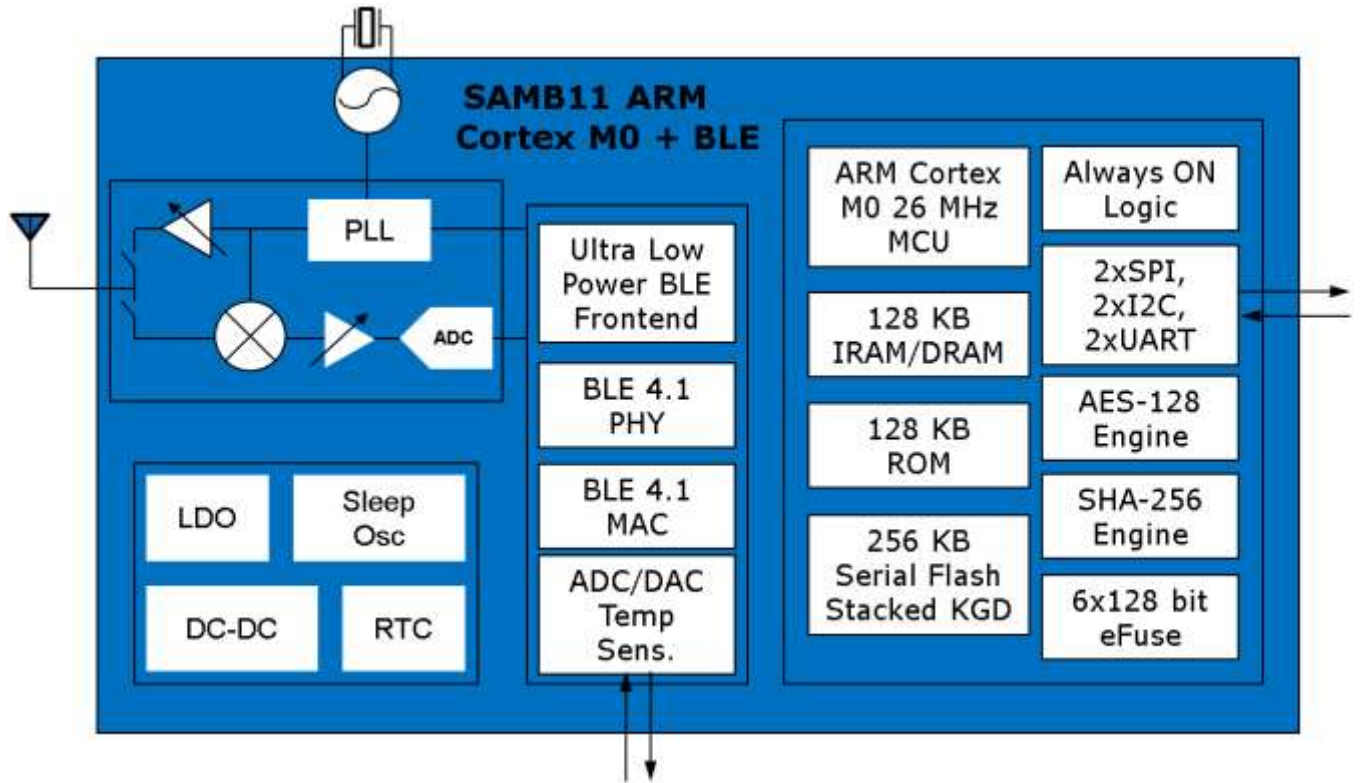 SAMB11 ARM
Cortex M0 + BLE
PLL
ADC
LDO
Sleep
Osc
DC-DC
RTC
Ultra Low
Power BLE
Frontend
BLE 4.1
PHY
BLE 4.1
MAC
ADC/DAC
Temp
Sens.
ARM Cortex
M0 26 MHz
MCU
128 KB
IRAM/DRAM
128 KB
ROM
256 KB
Serial Flash
Stacked KGD
Always ON
Logic
2xSPI,
2xI2C,
2xUART
AES-128
Engine
SHA-256
Engine
6x128 bit
eFuse